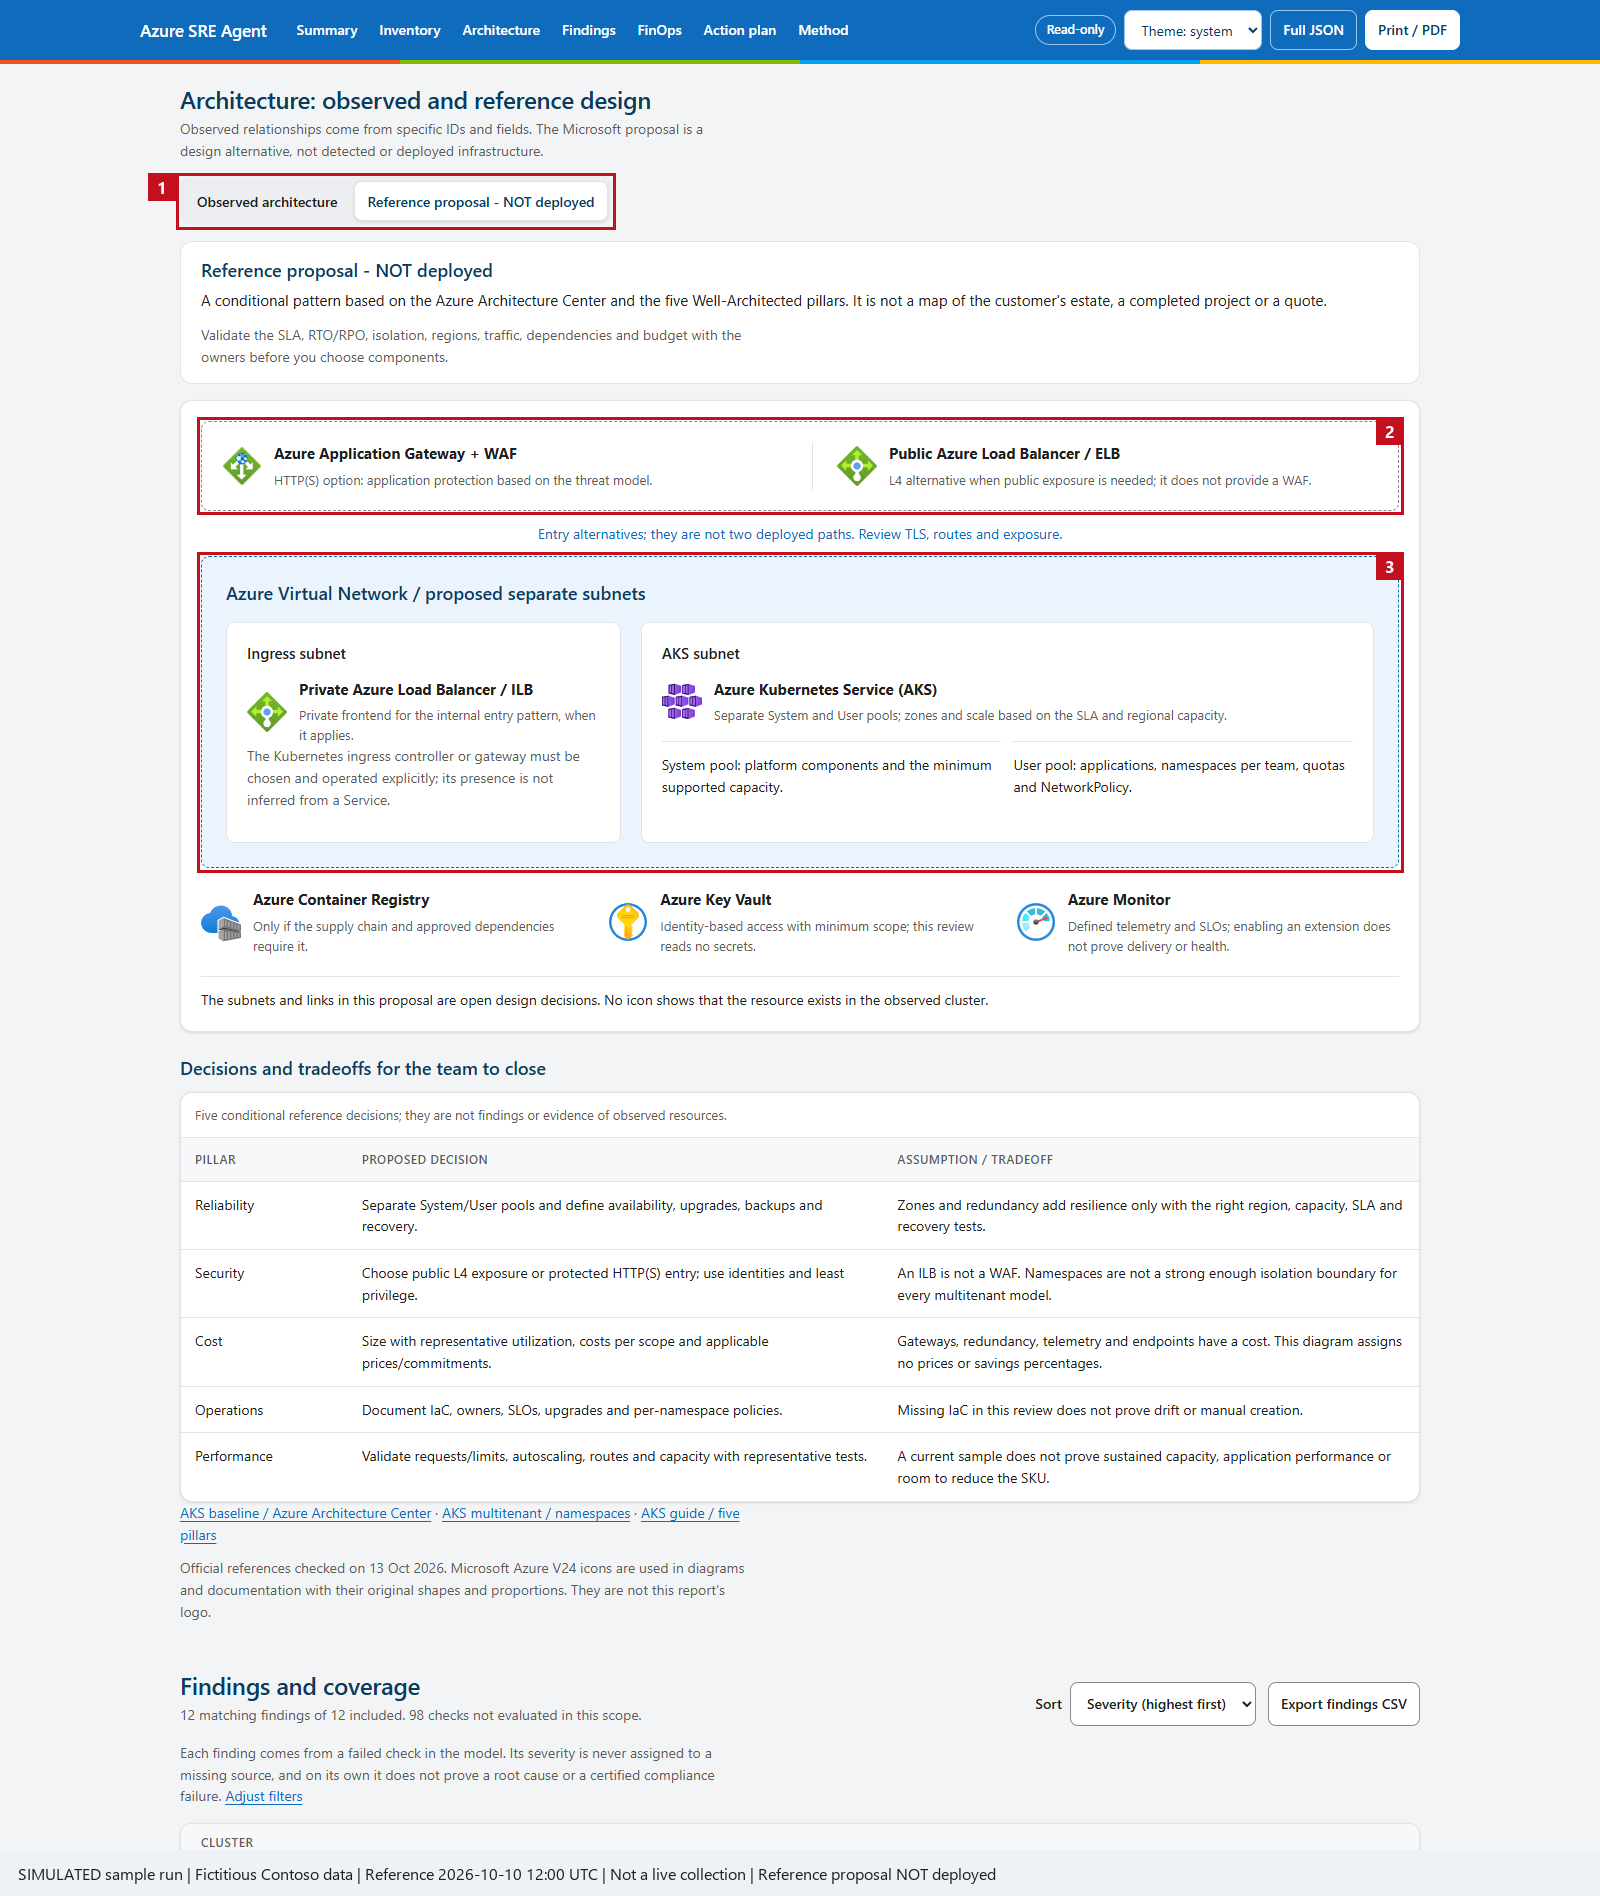 Azure SRE Agent
Summary
Inventory
Architecture
Findings
FinOps
Action plan
Method
Read-only
Theme: system
Full JSON
Print / PDF
Architecture: observed and reference design
Observed relationships come from specific IDs and fields. The Microsoft proposal is a
design alternative, not detected or deployed infrastructure.
1
Observed architecture
Reference proposal - NOT deployed
Reference proposal - NOT deployed
A conditional pattern based on the Azure Architecture Center and the five Well-Architected pillars. It is not a map of the customer's estate, a completed project or a quote.
Validate the SLA, RTO/RPO, isolation, regions, traffic, dependencies and budget with the
owners before you choose components.
2
Azure Application Gateway + WAF
HTTP(S) option: application protection based on the threat model.
Public Azure Load Balancer / ELB
L4 alternative when public exposure is needed; it does not provide a WAF.
Entry alternatives; they are not two deployed paths. Review TLS, routes and exposure.
3
Azure Virtual Network / proposed separate subnets
Ingress subnet
Private Azure Load Balancer / ILB
Private frontend for the internal entry pattern, when
it applies.
The Kubernetes ingress controller or gateway must be
chosen and operated explicitly; its presence is not
inferred from a Service.
AKS subnet
Azure Kubernetes Service (AKS)
Separate System and User pools; zones and scale based on the SLA and regional capacity.
System pool: platform components and the minimum
supported capacity.
User pool: applications, namespaces per team, quotas
and NetworkPolicy.
Azure Container Registry
Only if the supply chain and approved dependencies
require it.
Azure Key Vault
Identity-based access with minimum scope; this review
reads no secrets.
Azure Monitor
Defined telemetry and SLOs; enabling an extension does
not prove delivery or health.
The subnets and links in this proposal are open design decisions. No icon shows that the resource exists in the observed cluster.
Decisions and tradeoffs for the team to close
Five conditional reference decisions; they are not findings or evidence of observed resources.
PILLAR
PROPOSED DECISION
ASSUMPTION / TRADEOFF
Reliability
Separate System/User pools and define availability, upgrades, backups and
recovery.
Zones and redundancy add resilience only with the right region, capacity, SLA and
recovery tests.
Security
Choose public L4 exposure or protected HTTP(S) entry; use identities and least
privilege.
An ILB is not a WAF. Namespaces are not a strong enough isolation boundary for
every multitenant model.
Cost
Size with representative utilization, costs per scope and applicable
prices/commitments.
Gateways, redundancy, telemetry and endpoints have a cost. This diagram assigns
no prices or savings percentages.
Operations
Document IaC, owners, SLOs, upgrades and per-namespace policies.
Missing IaC in this review does not prove drift or manual creation.
Performance
Validate requests/limits, autoscaling, routes and capacity with representative tests.
A current sample does not prove sustained capacity, application performance or
room to reduce the SKU.
AKS baseline / Azure Architecture Center · AKS multitenant / namespaces · AKS guide / five
pillars
Official references checked on 13 Oct 2026. Microsoft Azure V24 icons are used in diagrams
and documentation with their original shapes and proportions. They are not this report's
logo.
Findings and coverage
12 matching findings of 12 included. 98 checks not evaluated in this scope.
Sort
Severity (highest first)
Export findings CSV
Each finding comes from a failed check in the model. Its severity is never assigned to a
missing source, and on its own it does not prove a root cause or a certified compliance
failure. Adjust filters
CLUSTER
SIMULATED sample run | Fictitious Contoso data | Reference 2026-10-10 12:00 UTC | Not a live collection | Reference proposal NOT deployed